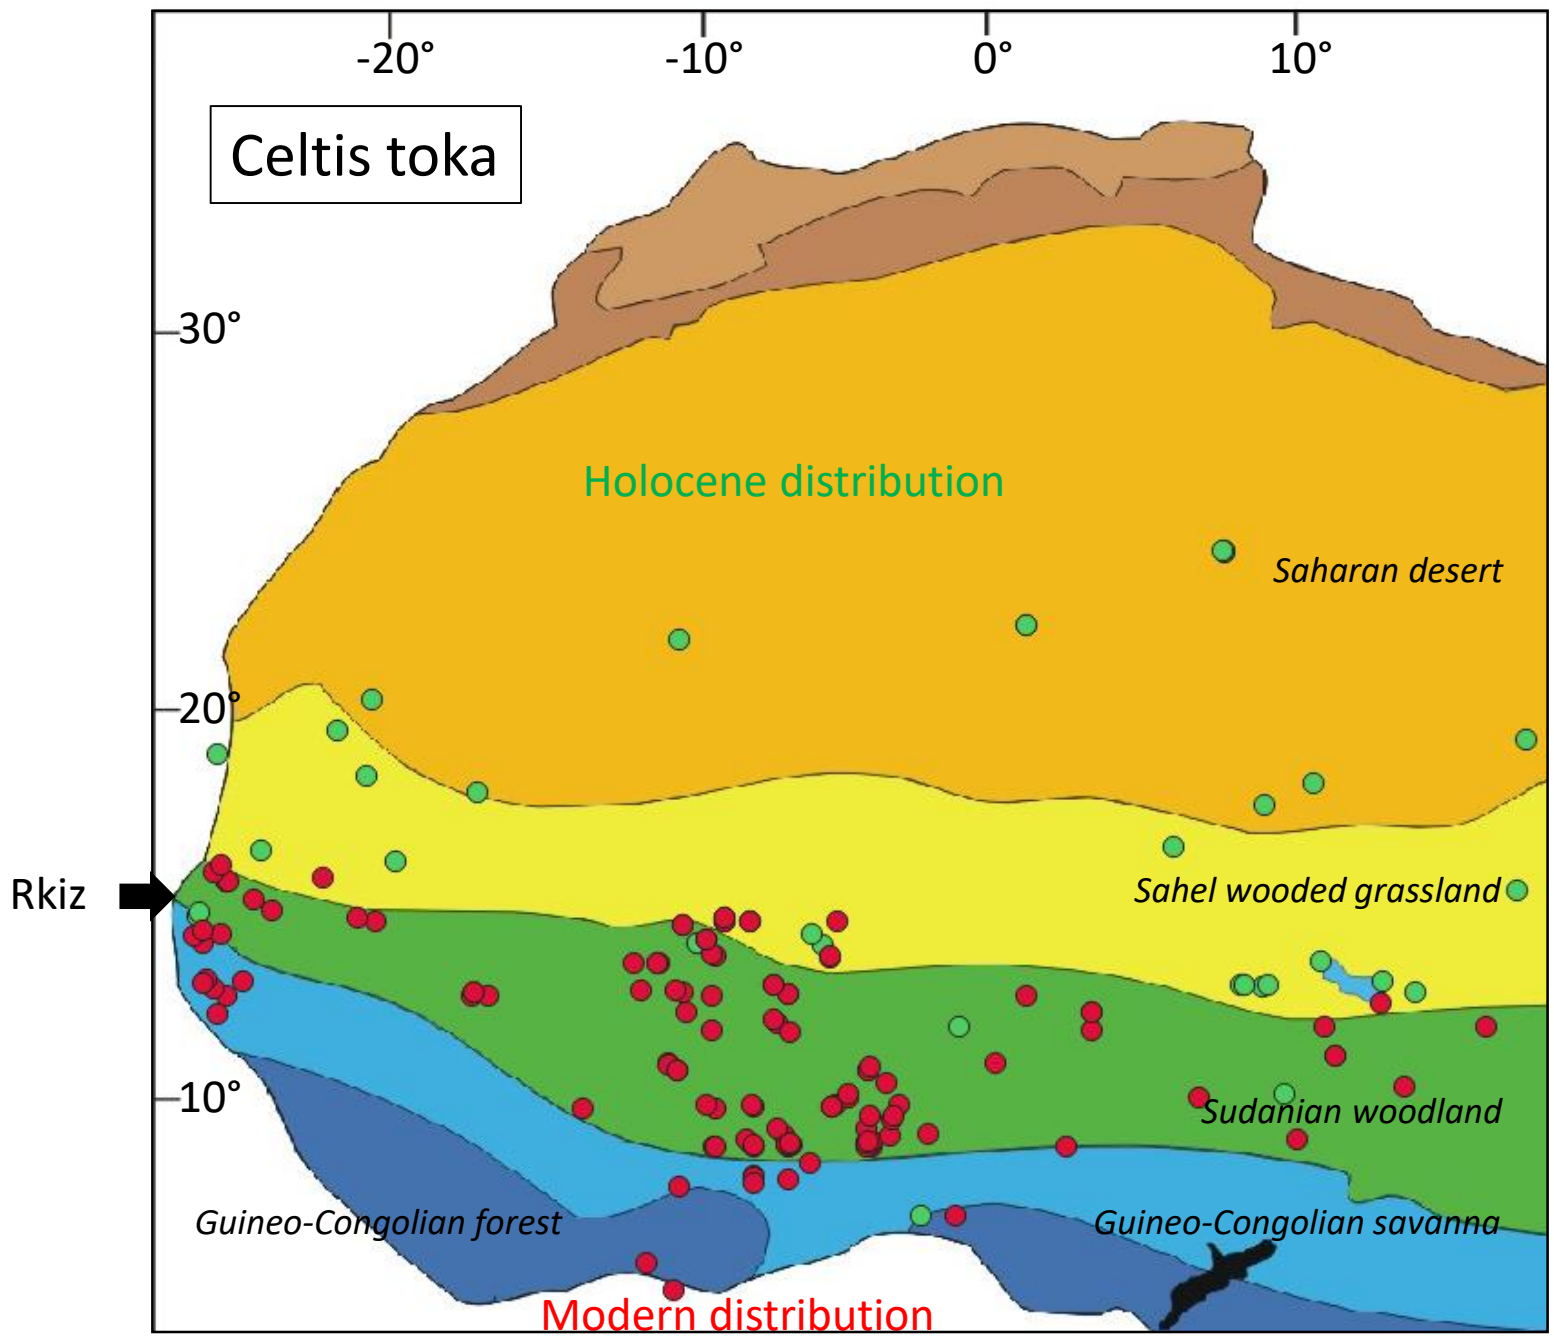 -20°
-10°
0°
10°
Celtis toka
30°
Holocene distribution
Saharan desert
20°
Rkiz
Sahel wooded grassland
10°
Sudanian woodland
Guineo-Congolian forest
Guineo-Congolian savanna
Modern distribution